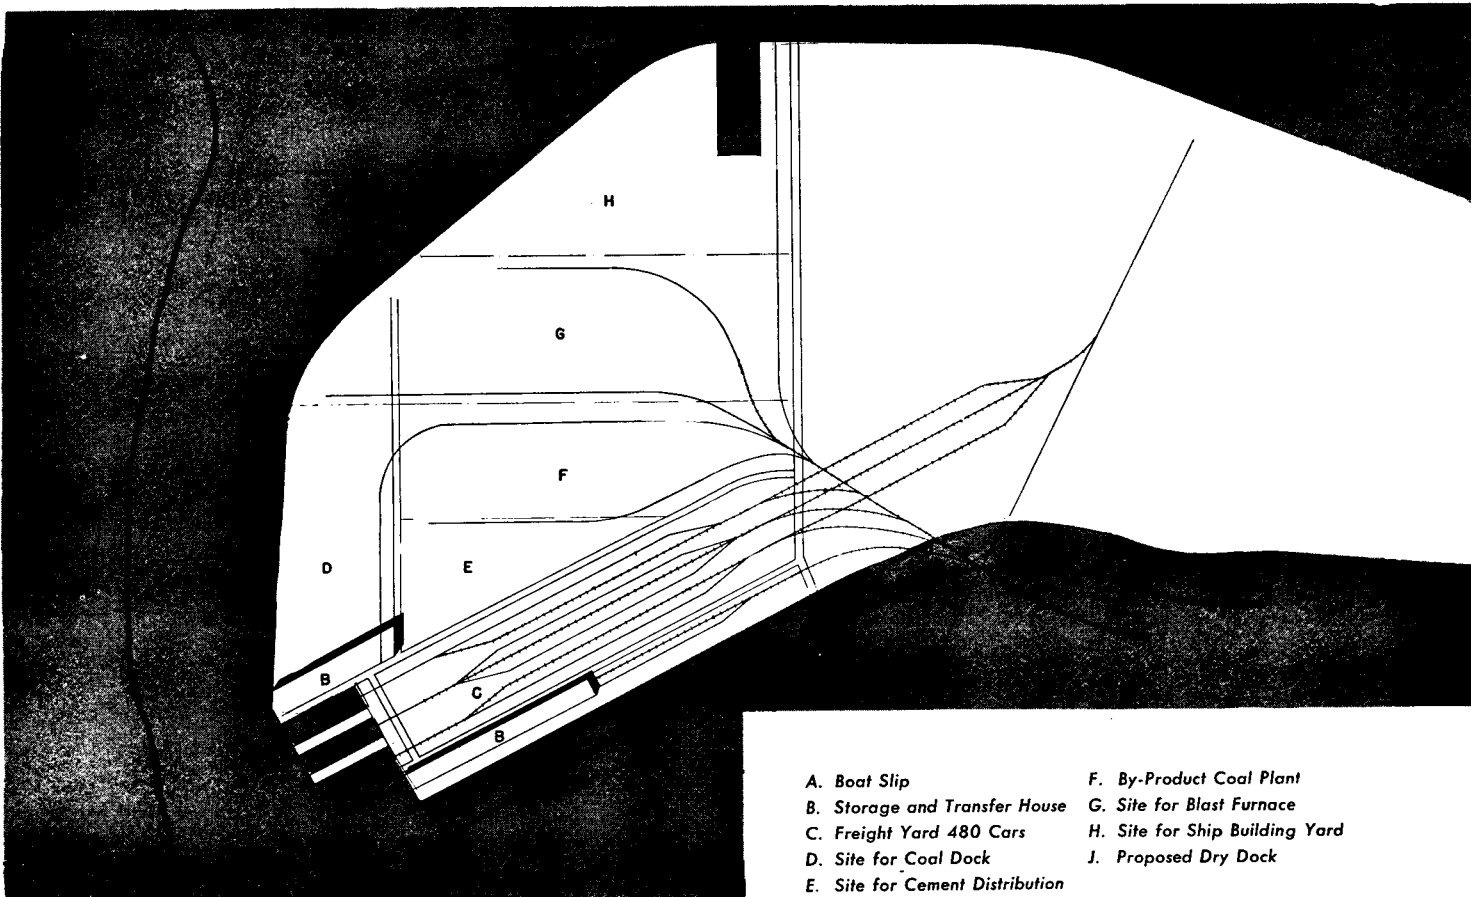 H
G
F
D
E
B
C
B
A. Boat Slip
B. Storage and Transfer House
C. Freight Yard 480 Cars
D. Site for Coal Dock
E. Site for Cement Distribution
F. By-Product Coal Plant
G. Site for Blast Furnace
H. Site for Ship Building Yard
J. Proposed Dry Dock